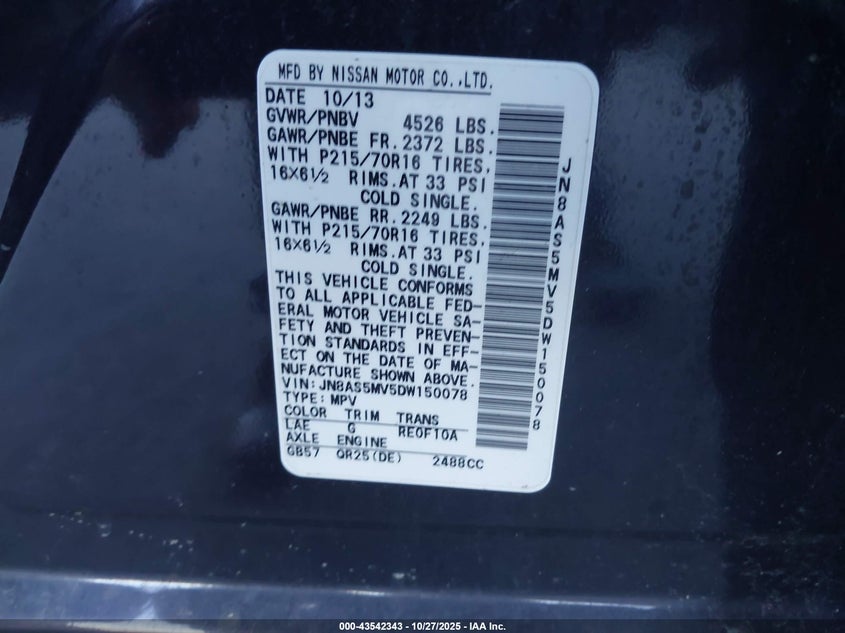 MFD BY NISSAN MOTOR CO.,LTD.
DATE 10/13
GVWR/PNBV 4526 LBS.
GAWR/PNBE FR. 2372 LBS.
WITH P215/70R16 TIRES,
16X6½ RIMS.AT 33 PSI
COLD SINGLE.
GAWR/PNBE RR. 2249 LBS.
WITH P215/70R16 TIRES,
16X6½ RIMS.AT 33 PSI
COLD SINGLE.
THIS VEHICLE CONFORMS
TO ALL APPLICABLE FED-
ERAL MOTOR VEHICLE SA-
FETY AND THEFT PREVEN-
TION STANDARDS IN EFF-
ECT ON THE DATE OF MA-
NUFACTURE SHOWN ABOVE.
VIN:JN8AS5MV5DW150078
TYPE:MPV
COLOR TRIM TRANS
LAE G RE0F10A
AXLE ENGINE
GB57 QR25(DE) 2488CC
JN8AS5MV5DW150078
000-43542343 | 10/27/2025 - IAA Inc.